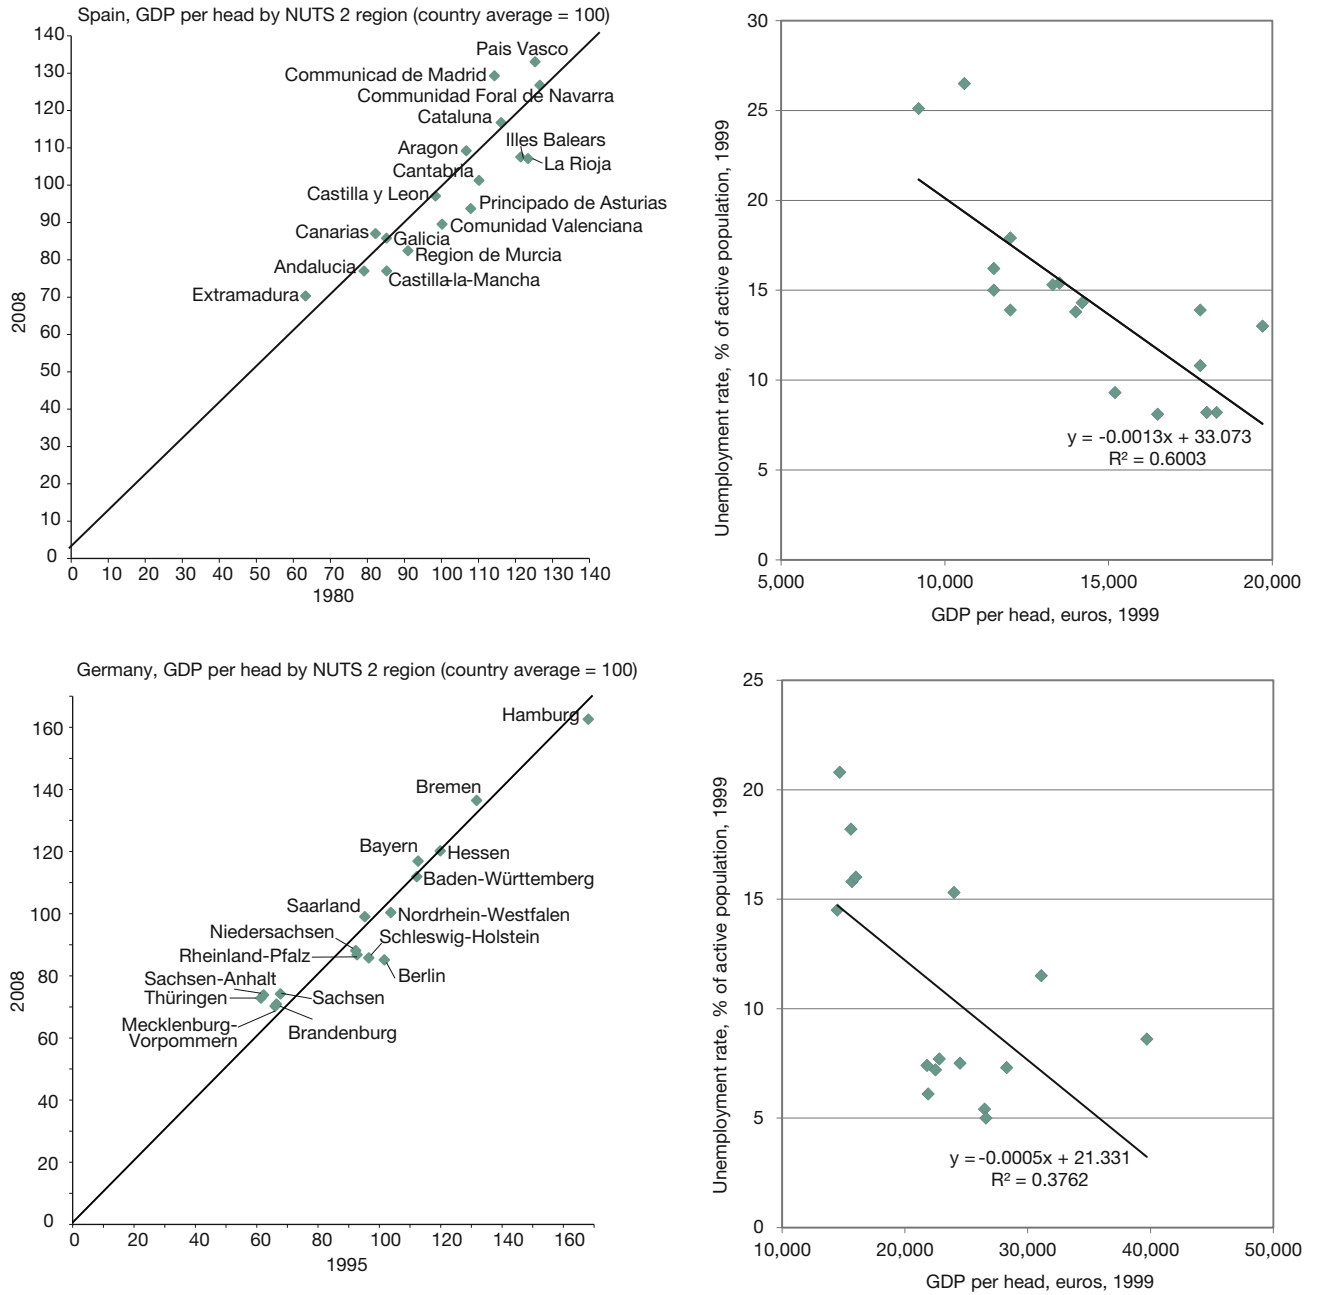 Spain, GDP per head by NUTS 2 region (country average = 100)
140
130
120
110
100
90
80
70
60
50
40
30
20
10
0
2008
Pais Vasco
Communicad de Madrid
Communidad Foral de Navarra
Cataluna
Illes Balears
Aragon
La Rioja
Cantabria
Castilla y Leon
Principado de Asturias
Canarias
Comunidad Valenciana
Galicia
Region de Murcia
Andalucia
Castilla-la-Mancha
Extramadura
0 10 20 30 40 50 60 70 80 90 100 110 120 130 140
1980
30
25
20
15
10
5
0
Unemployment rate, % of active population, 1999
y = -0.0013x + 33.073
R² = 0.6003
5,000 10,000 15,000 20,000
GDP per head, euros, 1999
Germany, GDP per head by NUTS 2 region (country average = 100)
160
140
120
100
80
60
40
20
0
2008
Hamburg
Bremen
Bayern
Hessen
Baden-Württemberg
Saarland
Nordrhein-Westfalen
Niedersachsen
Schleswig-Holstein
Rheinland-Pfalz
Berlin
Sachsen-Anhalt
Thüringen
Sachsen
Mecklenburg-
Vorpommern
Brandenburg
0 20 40 60 80 100 120 140 160
1995
25
20
15
10
5
0
Unemployment rate, % of active population, 1999
y = -0.0005x + 21.331
R² = 0.3762
10,000 20,000 30,000 40,000 50,000
GDP per head, euros, 1999